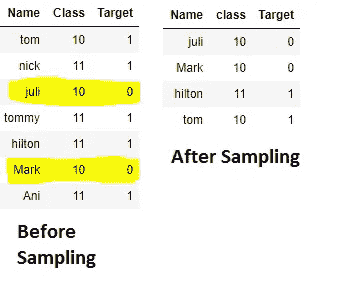 Name Class Target
tom 10 1
nick 11 1
juli 10 0
tommy 11 1
hilton 11 1
Mark 10 0
Ani 11 1
Before
Sampling
Name class Target
juli 10 0
Mark 10 0
hilton 11 1
tom 10 1
After Sampling